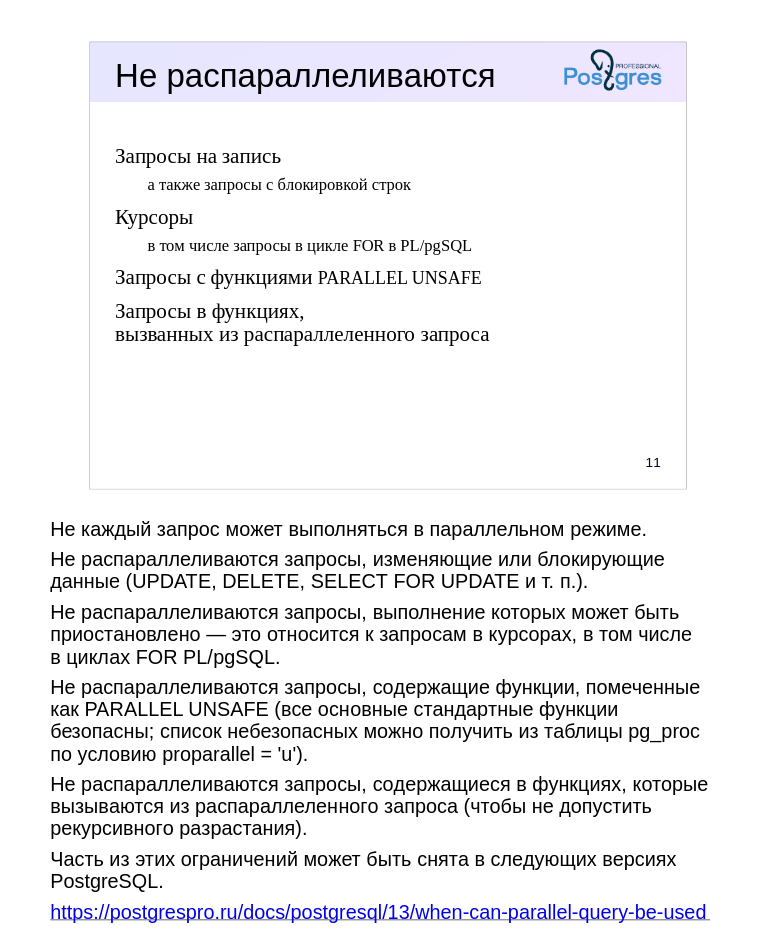 Не распараллеливаются
PROFESSIONAL
Postgres
Запросы на запись
а также запросы с блокировкой строк
Курсоры
в том числе запросы в цикле FOR в PL/pgSQL
Запросы с функциями PARALLEL UNSAFE
Запросы в функциях,
вызванных из распараллеленного запроса
11
Не каждый запрос может выполняться в параллельном режиме.
Не распараллеливаются запросы, изменяющие или блокирующие
данные (UPDATE, DELETE, SELECT FOR UPDATE и т. п.).
Не распараллеливаются запросы, выполнение которых может быть
приостановлено — это относится к запросам в курсорах, в том числе
в циклах FOR PL/pgSQL.
Не распараллеливаются запросы, содержащие функции, помеченные
как PARALLEL UNSAFE (все основные стандартные функции
безопасны; список небезопасных можно получить из таблицы pg_proc
по условию proparallel = 'u').
Не распараллеливаются запросы, содержащиеся в функциях, которые
вызываются из распараллеленного запроса (чтобы не допустить
рекурсивного разрастания).
Часть из этих ограничений может быть снята в следующих версиях
PostgreSQL.
https://postgrespro.ru/docs/postgresql/13/when-can-parallel-query-be-used